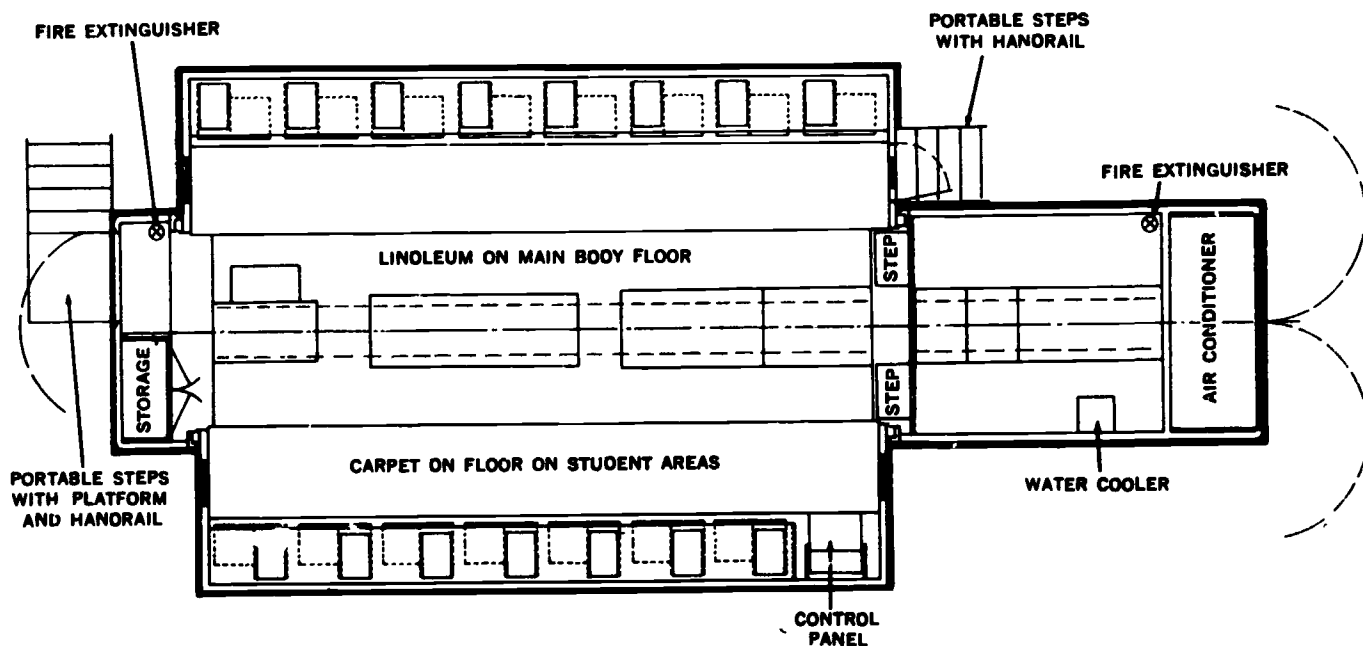 FIRE EXTINGUISHER
PORTABLE STEPS
WITH HANDRAIL
FIRE EXTINGUISHER
LINOLEUM ON MAIN BODY FLOOR
STEP
STEP
STORAGE
AIR CONDITIONER
CARPET ON FLOOR ON STUDENT AREAS
PORTABLE STEPS
WITH PLATFORM
AND HANDRAIL
WATER COOLER
CONTROL
PANEL